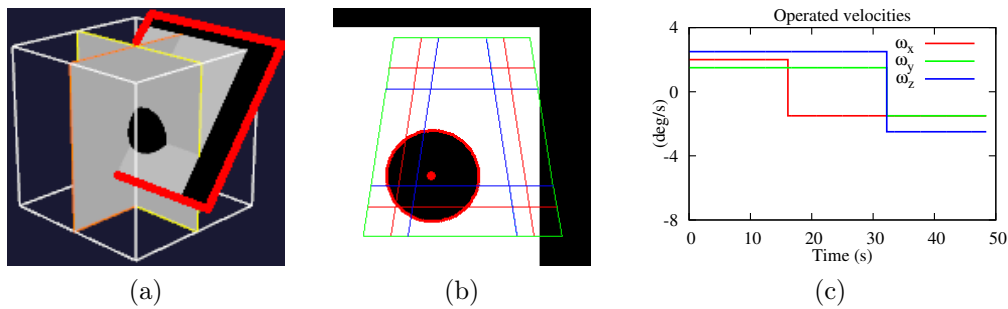 Operated velocities
ωx
ωy
ωz
4
0
-4
-8
(deg/s)
0 10 20 30 40 50
Time (s)
(a) (b) (c)